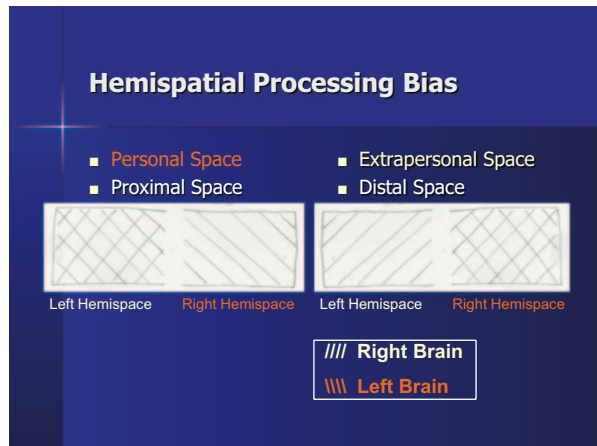 Hemispatial Processing Bias
■ Personal Space
■ Proximal Space
■ Extrapersonal Space
■ Distal Space
Left Hemispace Right Hemispace
Left Hemispace Right Hemispace
//// Right Brain
\\\\ Left Brain